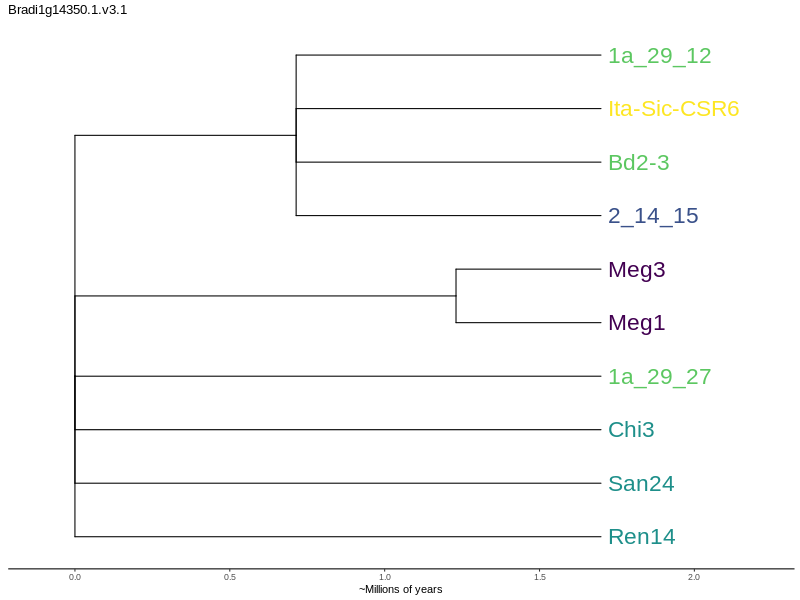 Bradi1g14350.1.v3.1
1a_29_12
Ita-Sic-CSR6
Bd2-3
2_14_15
Meg3
Meg1
1a_29_27
Chi3
San24
Ren14
0.0 0.5 1.0 1.5 2.0
~Millions of years